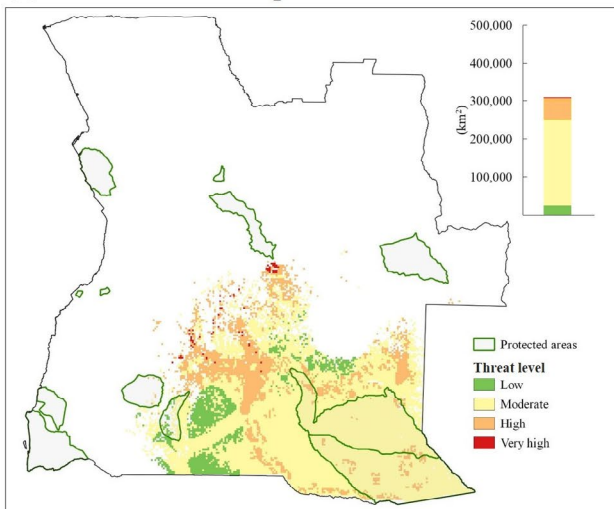 500,000
400,000
300,000
(km²)
200,000
100,000
Protected areas
Threat level
Low
Moderate
High
Very high